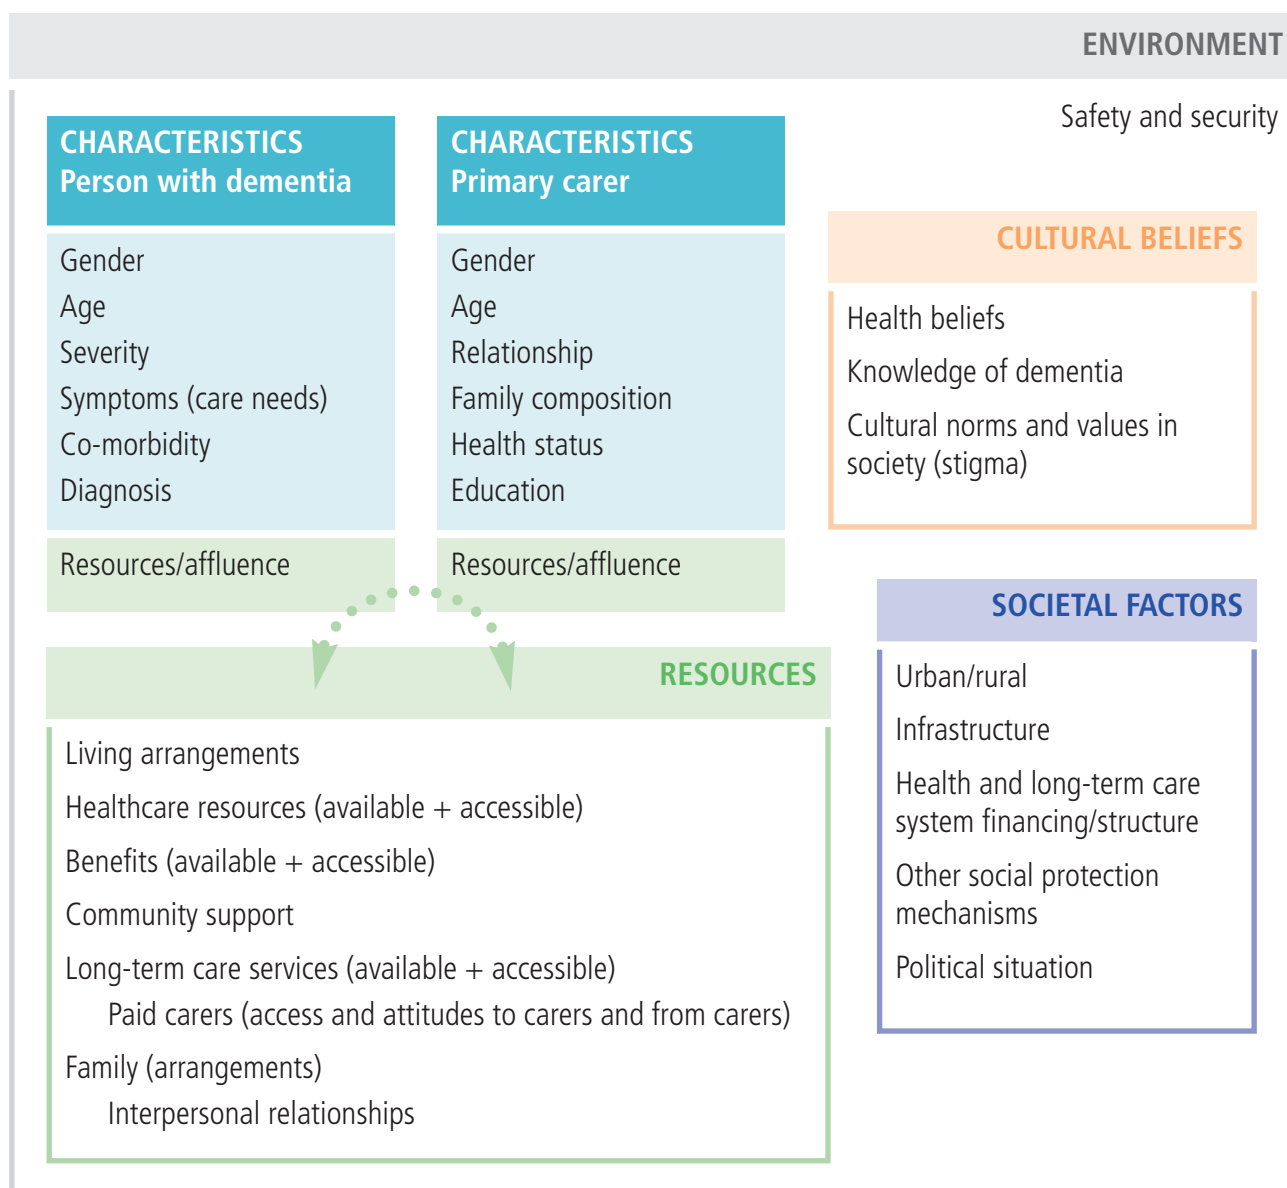 ENVIRONMENT
Safety and security
CHARACTERISTICS
Person with dementia
Gender
Age
Severity
Symptoms (care needs)
Co-morbidity
Diagnosis
Resources/affluence
CHARACTERISTICS
Primary carer
Gender
Age
Relationship
Family composition
Health status
Education
Resources/affluence
CULTURAL BELIEFS
Health beliefs
Knowledge of dementia
Cultural norms and values in
society (stigma)
RESOURCES
Living arrangements
Healthcare resources (available + accessible)
Benefits (available + accessible)
Community support
Long-term care services (available + accessible)
Paid carers (access and attitudes to carers and from carers)
Family (arrangements)
Interpersonal relationships
SOCIETAL FACTORS
Urban/rural
Infrastructure
Health and long-term care
system financing/structure
Other social protection
mechanisms
Political situation